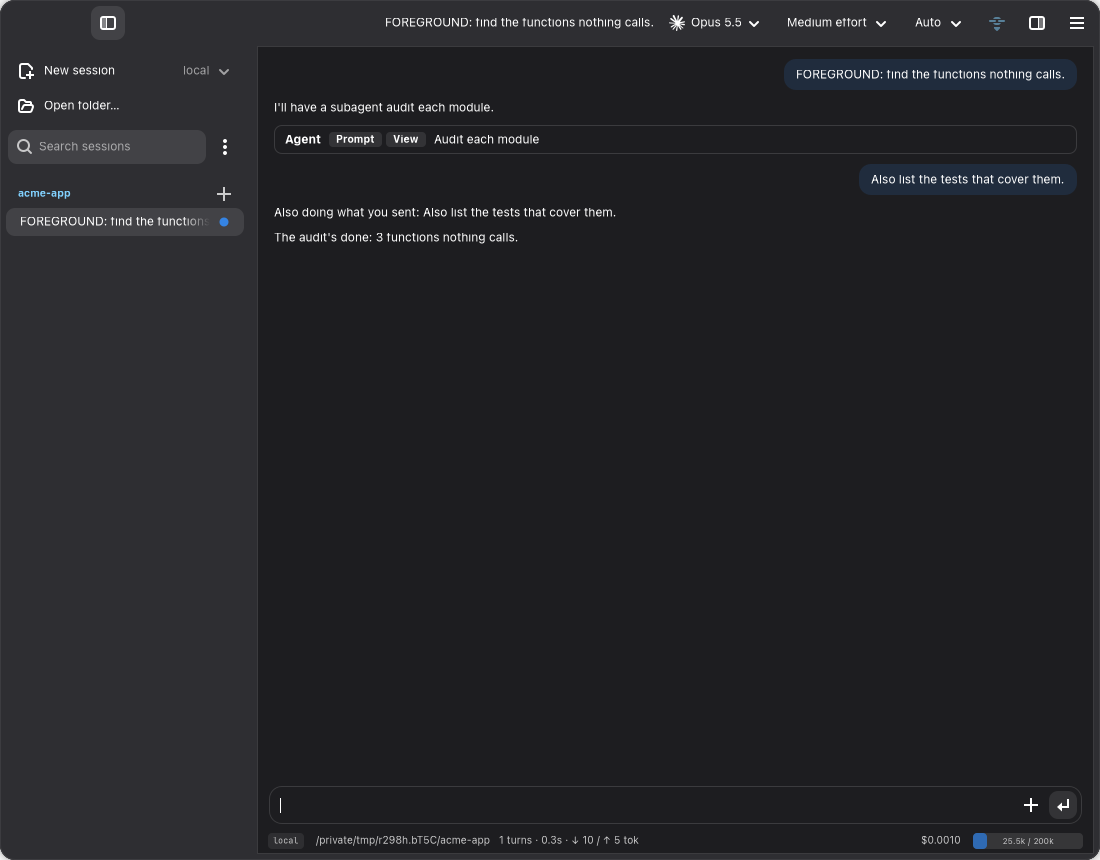 FOREGROUND: find the functions nothing calls.
Opus 5.5
Medium effort
Auto
New session
local
Open folder...
Search sessions
acme-app
FOREGROUND: find the functions
FOREGROUND: find the functions nothing calls.
I'll have a subagent audit each module.
Agent Prompt View Audit each module
Also list the tests that cover them.
Also doing what you sent: Also list the tests that cover them.
The audit's done: 3 functions nothing calls.
local /private/tmp/r298h.bT5C/acme-app 1 turns · 0.3s · ↓ 10 / ↑ 5 tok $0.0010 25.5k / 200k